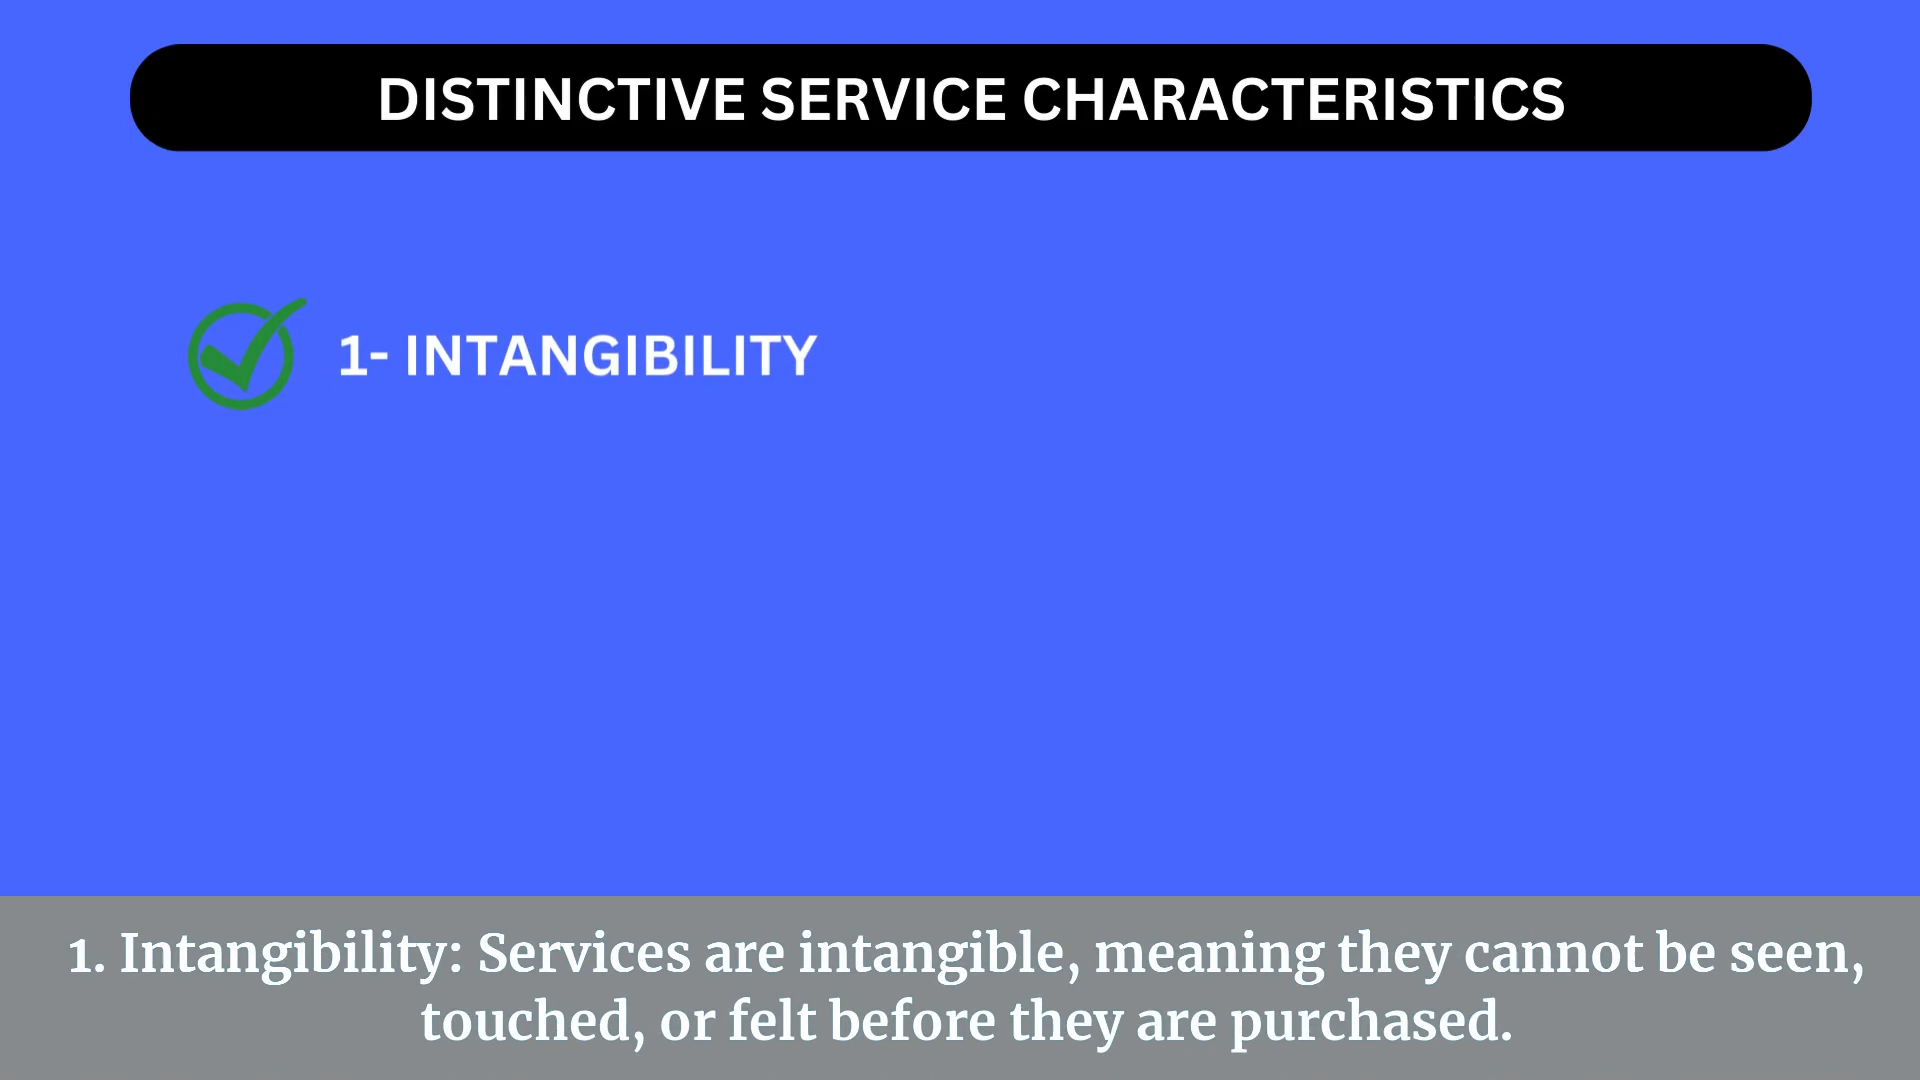 DISTINCTIVE SERVICE CHARACTERISTICS
1- INTANGIBILITY
1. Intangibility: Services are intangible, meaning they cannot be seen,
touched, or felt before they are purchased.